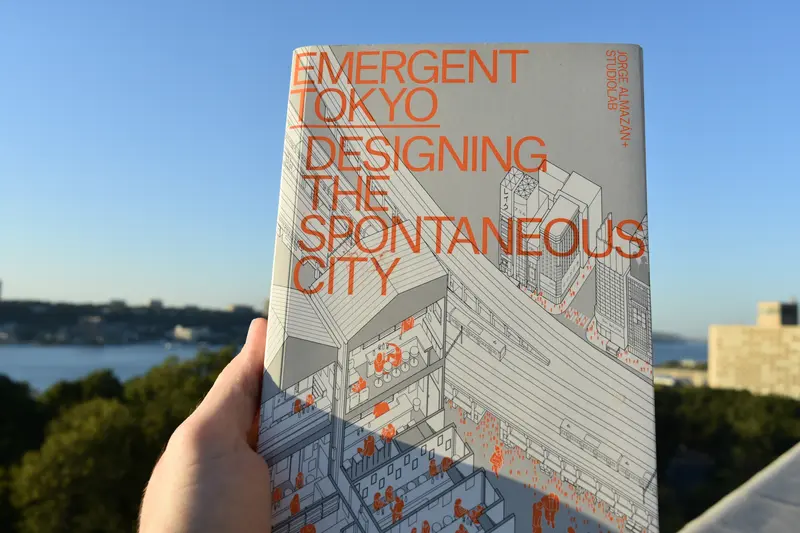 EMERGENT
TOKYO
DESIGNING
THE
SPONTANEOUS
CITY
JORGE ALMAZÁN+
STUDIOLAB